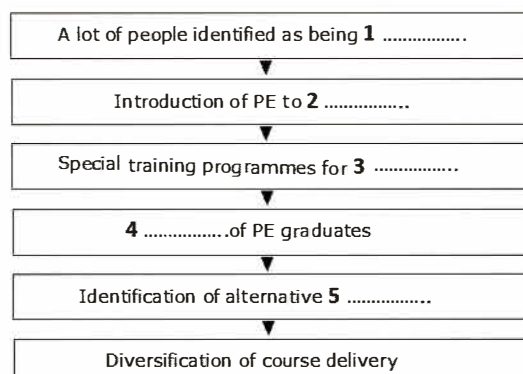 A lot of people identified as being 1 .................
Introduction of PE to 2 ................
Special training programmes for 3 .................
4 .................of PE graduates
Identification of alternative 5 ................
Diversification of course delivery